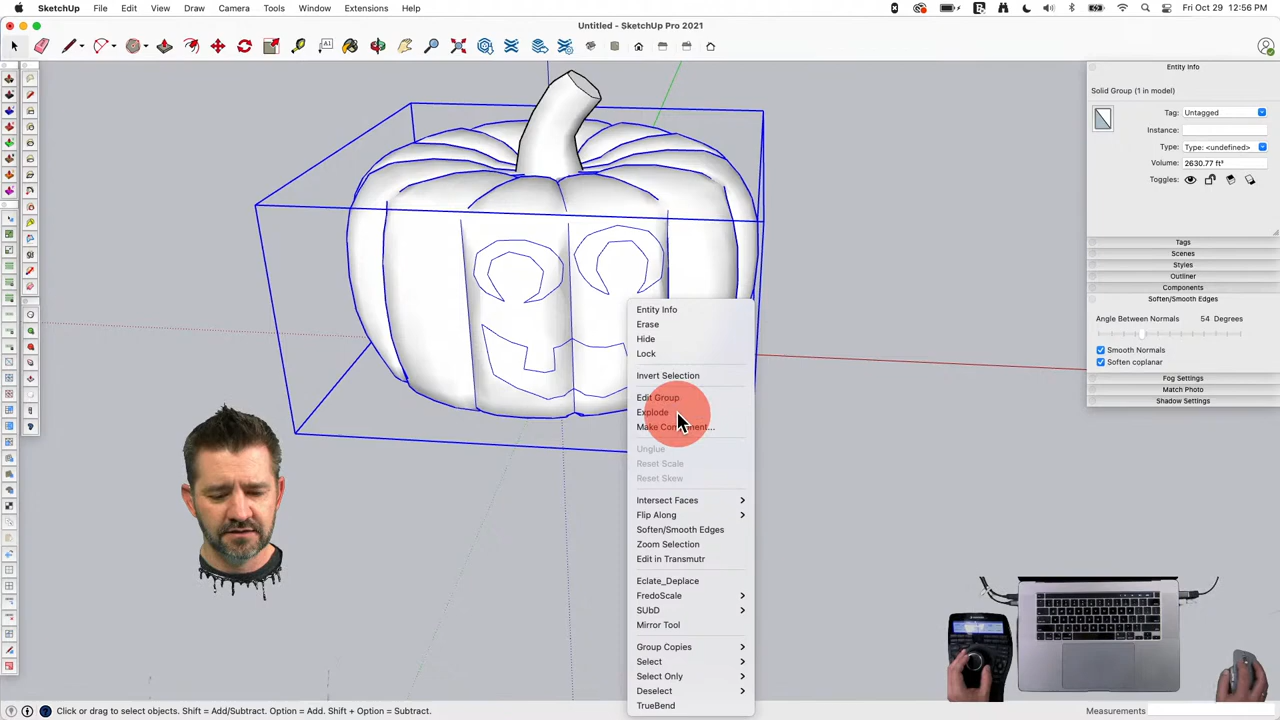 SketchUp File Edit View Draw Camera Tools Window Extensions Help
Fri Oct 29 12:56 PM
Untitled - SketchUp Pro 2021
Entity Info
Solid Group (1 in model)
Tag: Untagged
Instance:
Type: Type: <undefined>
Volume: 2630.77 ft³
Toggles:
Tags
Scenes
Styles
Outliner
Components
Soften/Smooth Edges
Angle Between Normals 54 Degrees
Smooth Normals
Soften coplanar
Fog Settings
Match Photo
Shadow Settings
Entity Info
Erase
Hide
Lock
Invert Selection
Edit Group
Explode
Make Component...
Unglue
Reset Scale
Reset Skew
Intersect Faces
Flip Along
Soften/Smooth Edges
Zoom Selection
Edit in Transmutr
Eclate_Deplace
FredoScale
SUbD
Mirror Tool
Group Copies
Select
Select Only
Deselect
TrueBend
Click or drag to select objects. Shift = Add/Subtract. Option = Add. Shift + Option = Subtract.
Measurements